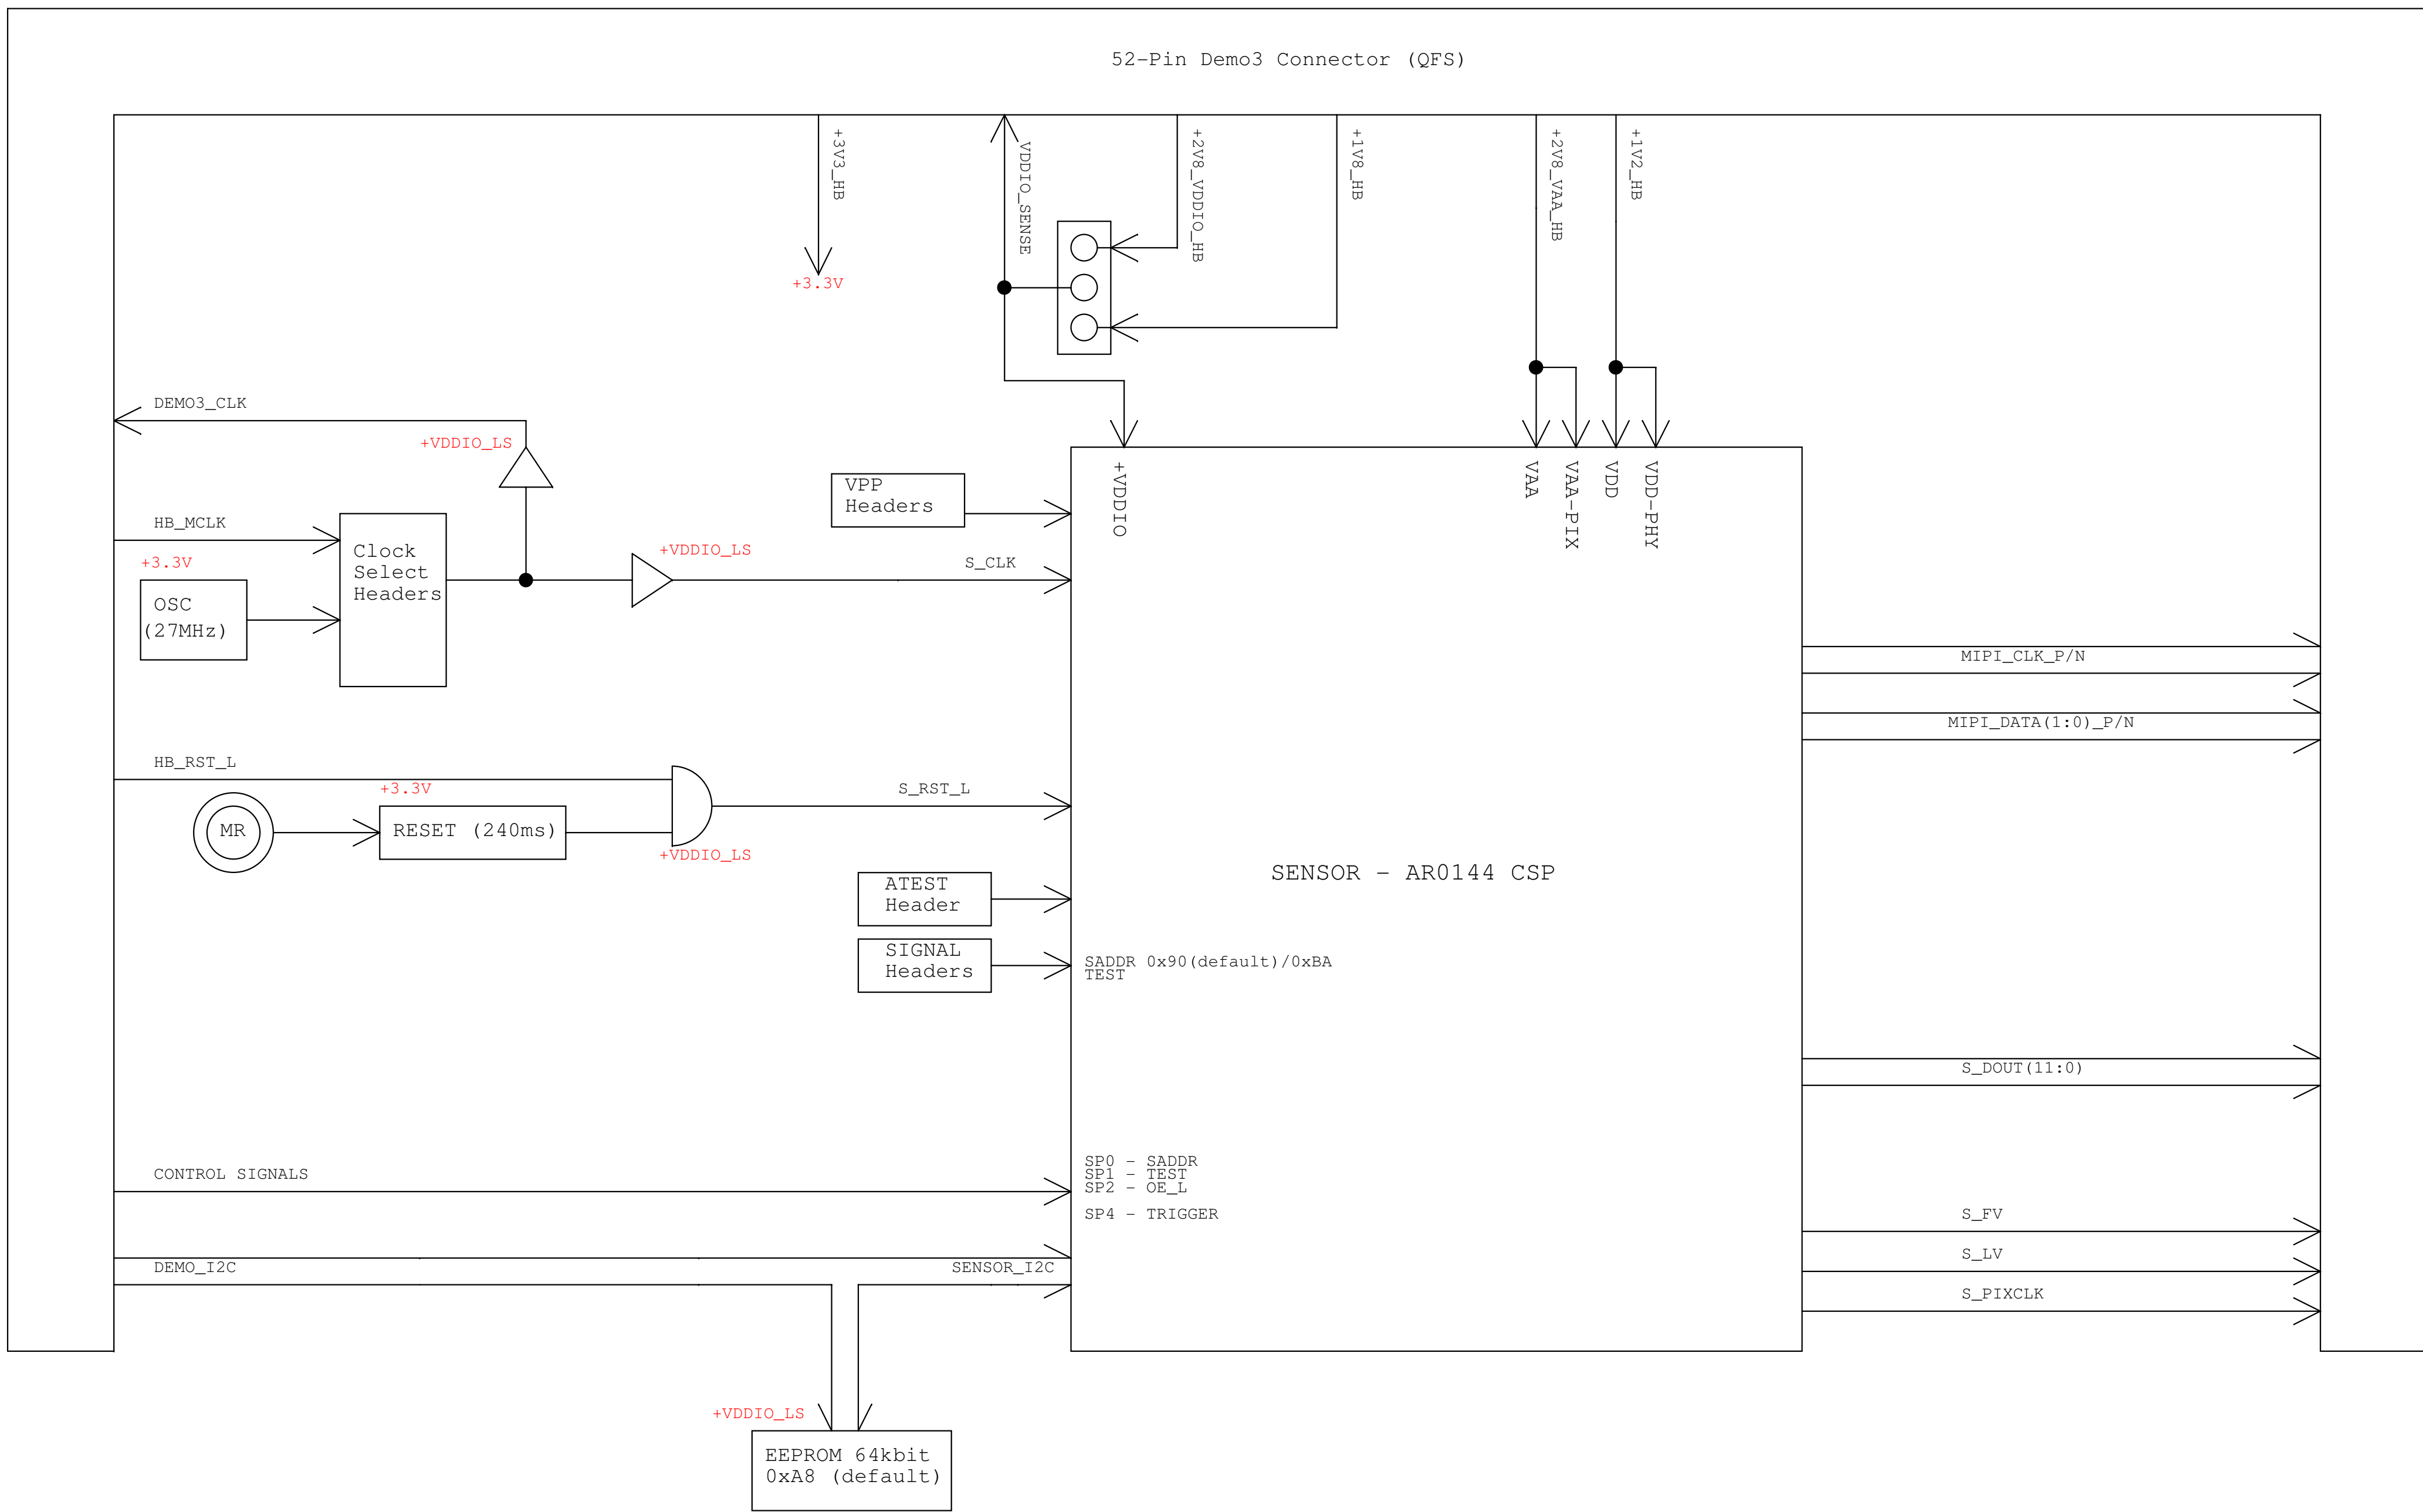 52-Pin Demo3 Connector (QFS)
+3V3_HB
VDDIO_SENSE
+2V8_VDDIO_HB
+1V8_HB
+2V8_VAA_HB
+1V2_HB
+3.3V
DEMO3_CLK
+VDDIO_LS
HB_MCLK
+3.3V
OSC
(27MHz)
Clock
Select
Headers
+VDDIO_LS
VPP
Headers
S_CLK
+VDDIO
VAA
VAA-PIX
VDD
VDD-PHY
MIPI_CLK_P/N
MIPI_DATA(1:0)_P/N
HB_RST_L
+3.3V
MR
RESET (240ms)
+VDDIO_LS
S_RST_L
SENSOR - AR0144 CSP
ATEST
Header
SIGNAL
Headers
SADDR 0x90(default)/0xBA
TEST
S_DOUT(11:0)
CONTROL SIGNALS
SP0 - SADDR
SP1 - TEST
SP2 - OE_L
SP4 - TRIGGER
S_FV
S_LV
S_PIXCLK
DEMO_I2C
SENSOR_I2C
+VDDIO_LS
EEPROM 64kbit
0xA8 (default)